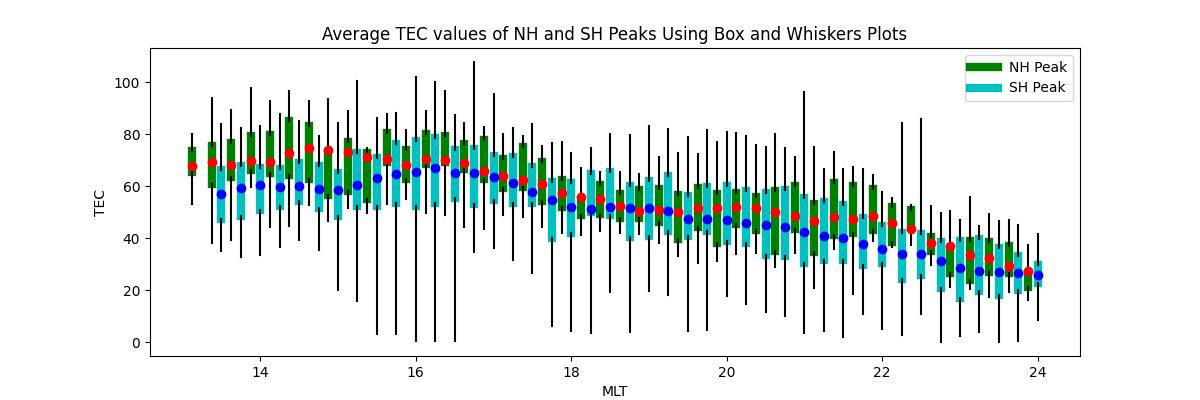 Average TEC values of NH and SH Peaks Using Box and Whiskers Plots
NH Peak
SH Peak
100
80
60
40
20
0
TEC
14 16 18 20 22 24
MLT